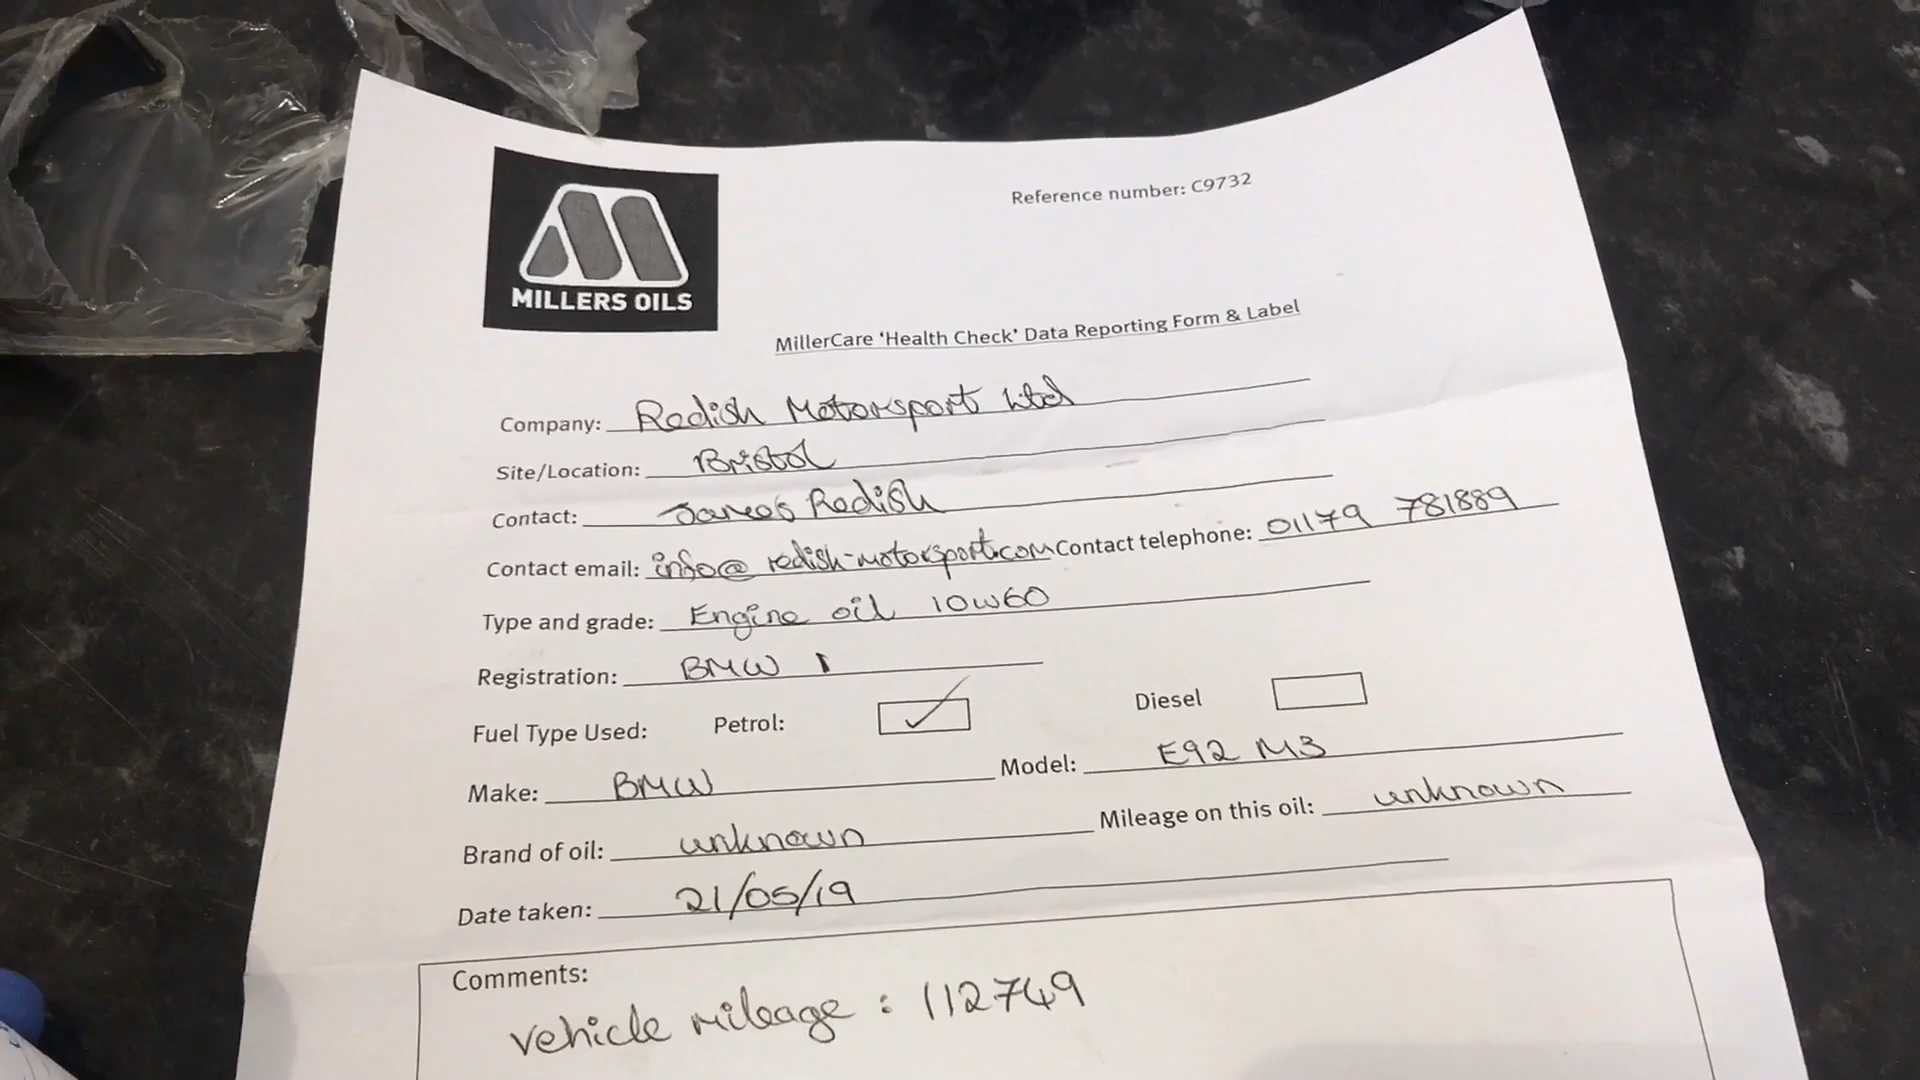 MILLERS OILS
Reference number: C9732
MillerCare ‘Health Check’ Data Reporting Form & Label
Company: Redish Motorsport Ltd
Site/Location: Bristol
Contact: James Redish
Contact email: info@redish-motorsport.com Contact telephone: 01179 781889
Type and grade: Engine oil 10w60
Registration: BMW 1
Fuel Type Used: Petrol: Diesel
Make: BMW Model: E92 M3
Brand of oil: unknown Mileage on this oil: unknown
Date taken: 21/05/19
Comments:
vehicle mileage : 112749